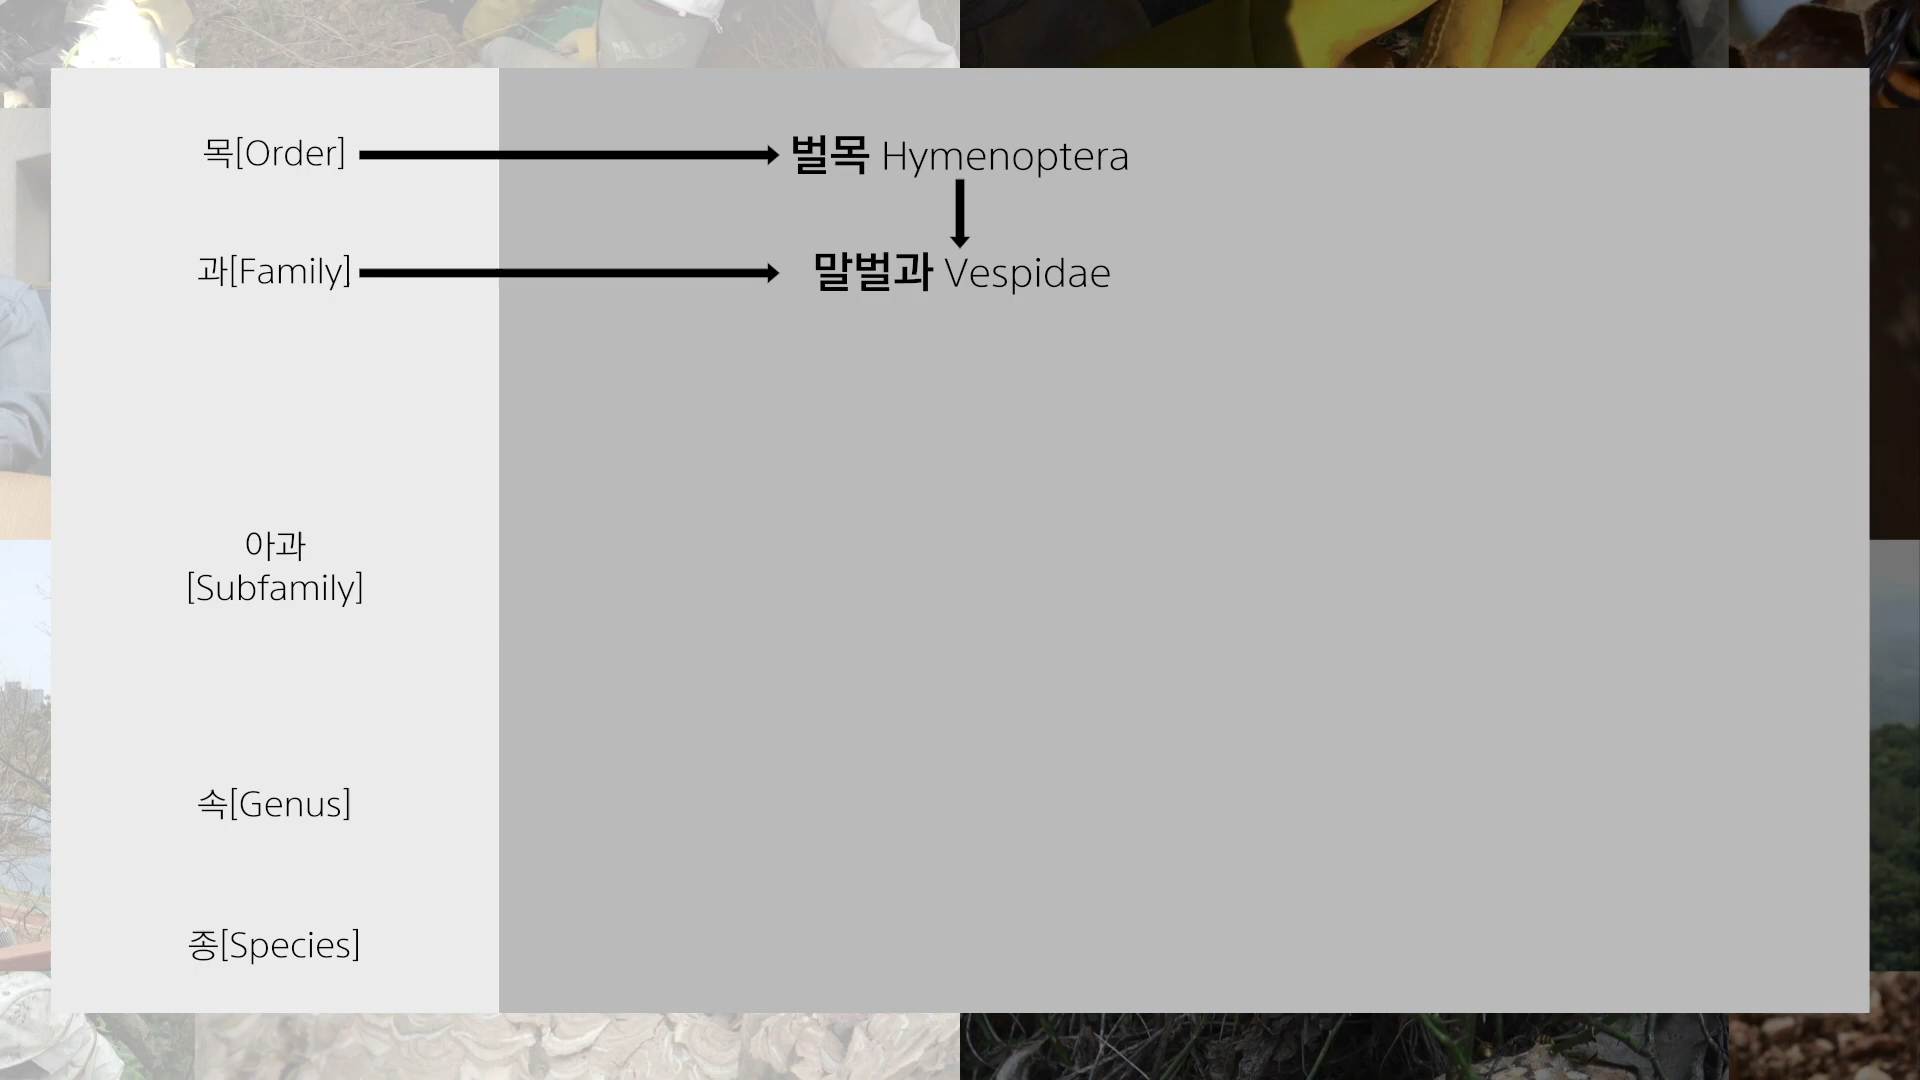 목[Order]
벌목 Hymenoptera
과[Family]
말벌과 Vespidae
아과
[Subfamily]
속[Genus]
종[Species]